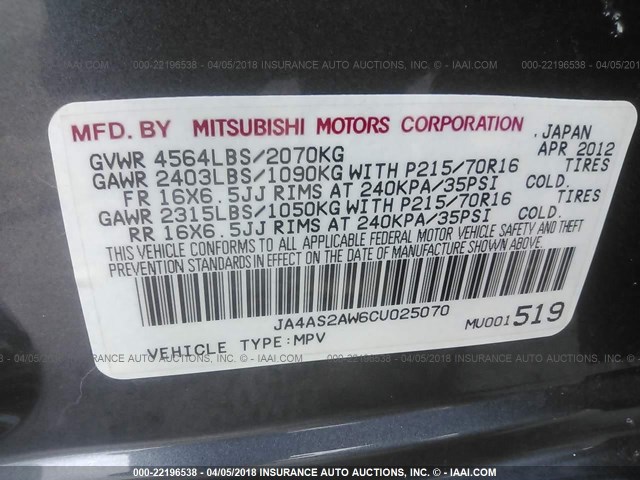 000-22196538 - 04/05/2018 INSURANCE AUTO AUCTIONS, INC. - © IAAI.COM
MFD. BY MITSUBISHI MOTORS CORPORATION , JAPAN
GVWR 4564LBS/2070KG APR 2012
GAWR 2403LBS/1090KG WITH P215/70R16 TIRES
FR 16X6.5JJ RIMS AT 240KPA/35PSI COLD.
GAWR 2315LBS/1050KG WITH P215/70R16 TIRES
RR 16X6.5JJ RIMS AT 240KPA/35PSI COLD.
THIS VEHICLE CONFORMS TO ALL APPLICABLE FEDERAL MOTOR VEHICLE SAFETY AND THEFT
PREVENTION STANDARDS IN EFFECT ON THE DATE OF MANUFACTURE SHOWN ABOVE.
JA4AS2AW6CU025070
MU001519
VEHICLE TYPE:MPV
000-22196538 - 04/05/2018 INSURANCE AUTO AUCTIONS, INC. - © IAAI.COM